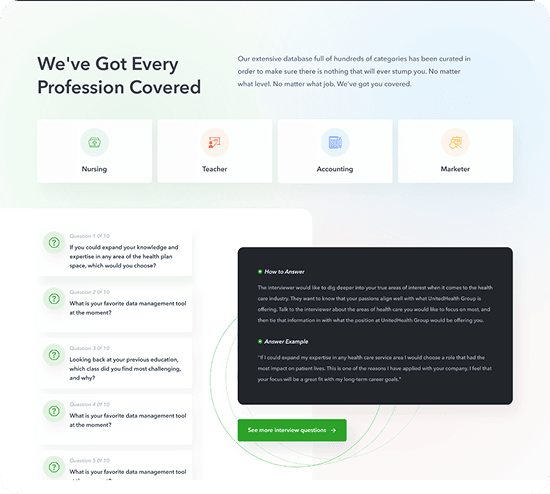 We've Got Every
Profession Covered
Our extensive database full of hundreds of categories has been curated in
order to make sure there is nothing that will ever stump you. No matter
what level. No matter what job. We've got you covered.
Nursing
Teacher
Accounting
Marketer
Question 1 0f 10
If you could expand your knowledge and
expertise in any area of the health plan
space, which would you choose?
Question 2 0f 10
What is your favorite data management tool
at the moment?
Question 3 0f 10
Looking back at your previous education,
which class did you find most challenging,
and why?
Question 4 0f 10
What is your favorite data management tool
at the moment?
Question 5 0f 10
What is your favorite data management tool
How to Answer
The interviewer would like to dig deeper into your true areas of interest when it comes to the health
care industry. They want to know that your passions align well with what UnitedHealth Group is
offering. Talk to the interviewer about the areas of health care you would like to focus on most, and
then tie that information in with what the position at UnitedHealth Group would be offering you.
Answer Example
"If I could expand my expertise in any health care service area I would choose a role that had the
most impact on patient lives. This is one of the reasons I have applied with your company. I feel that
your focus will be a great fit with my long-term career goals."
See more interview questions →